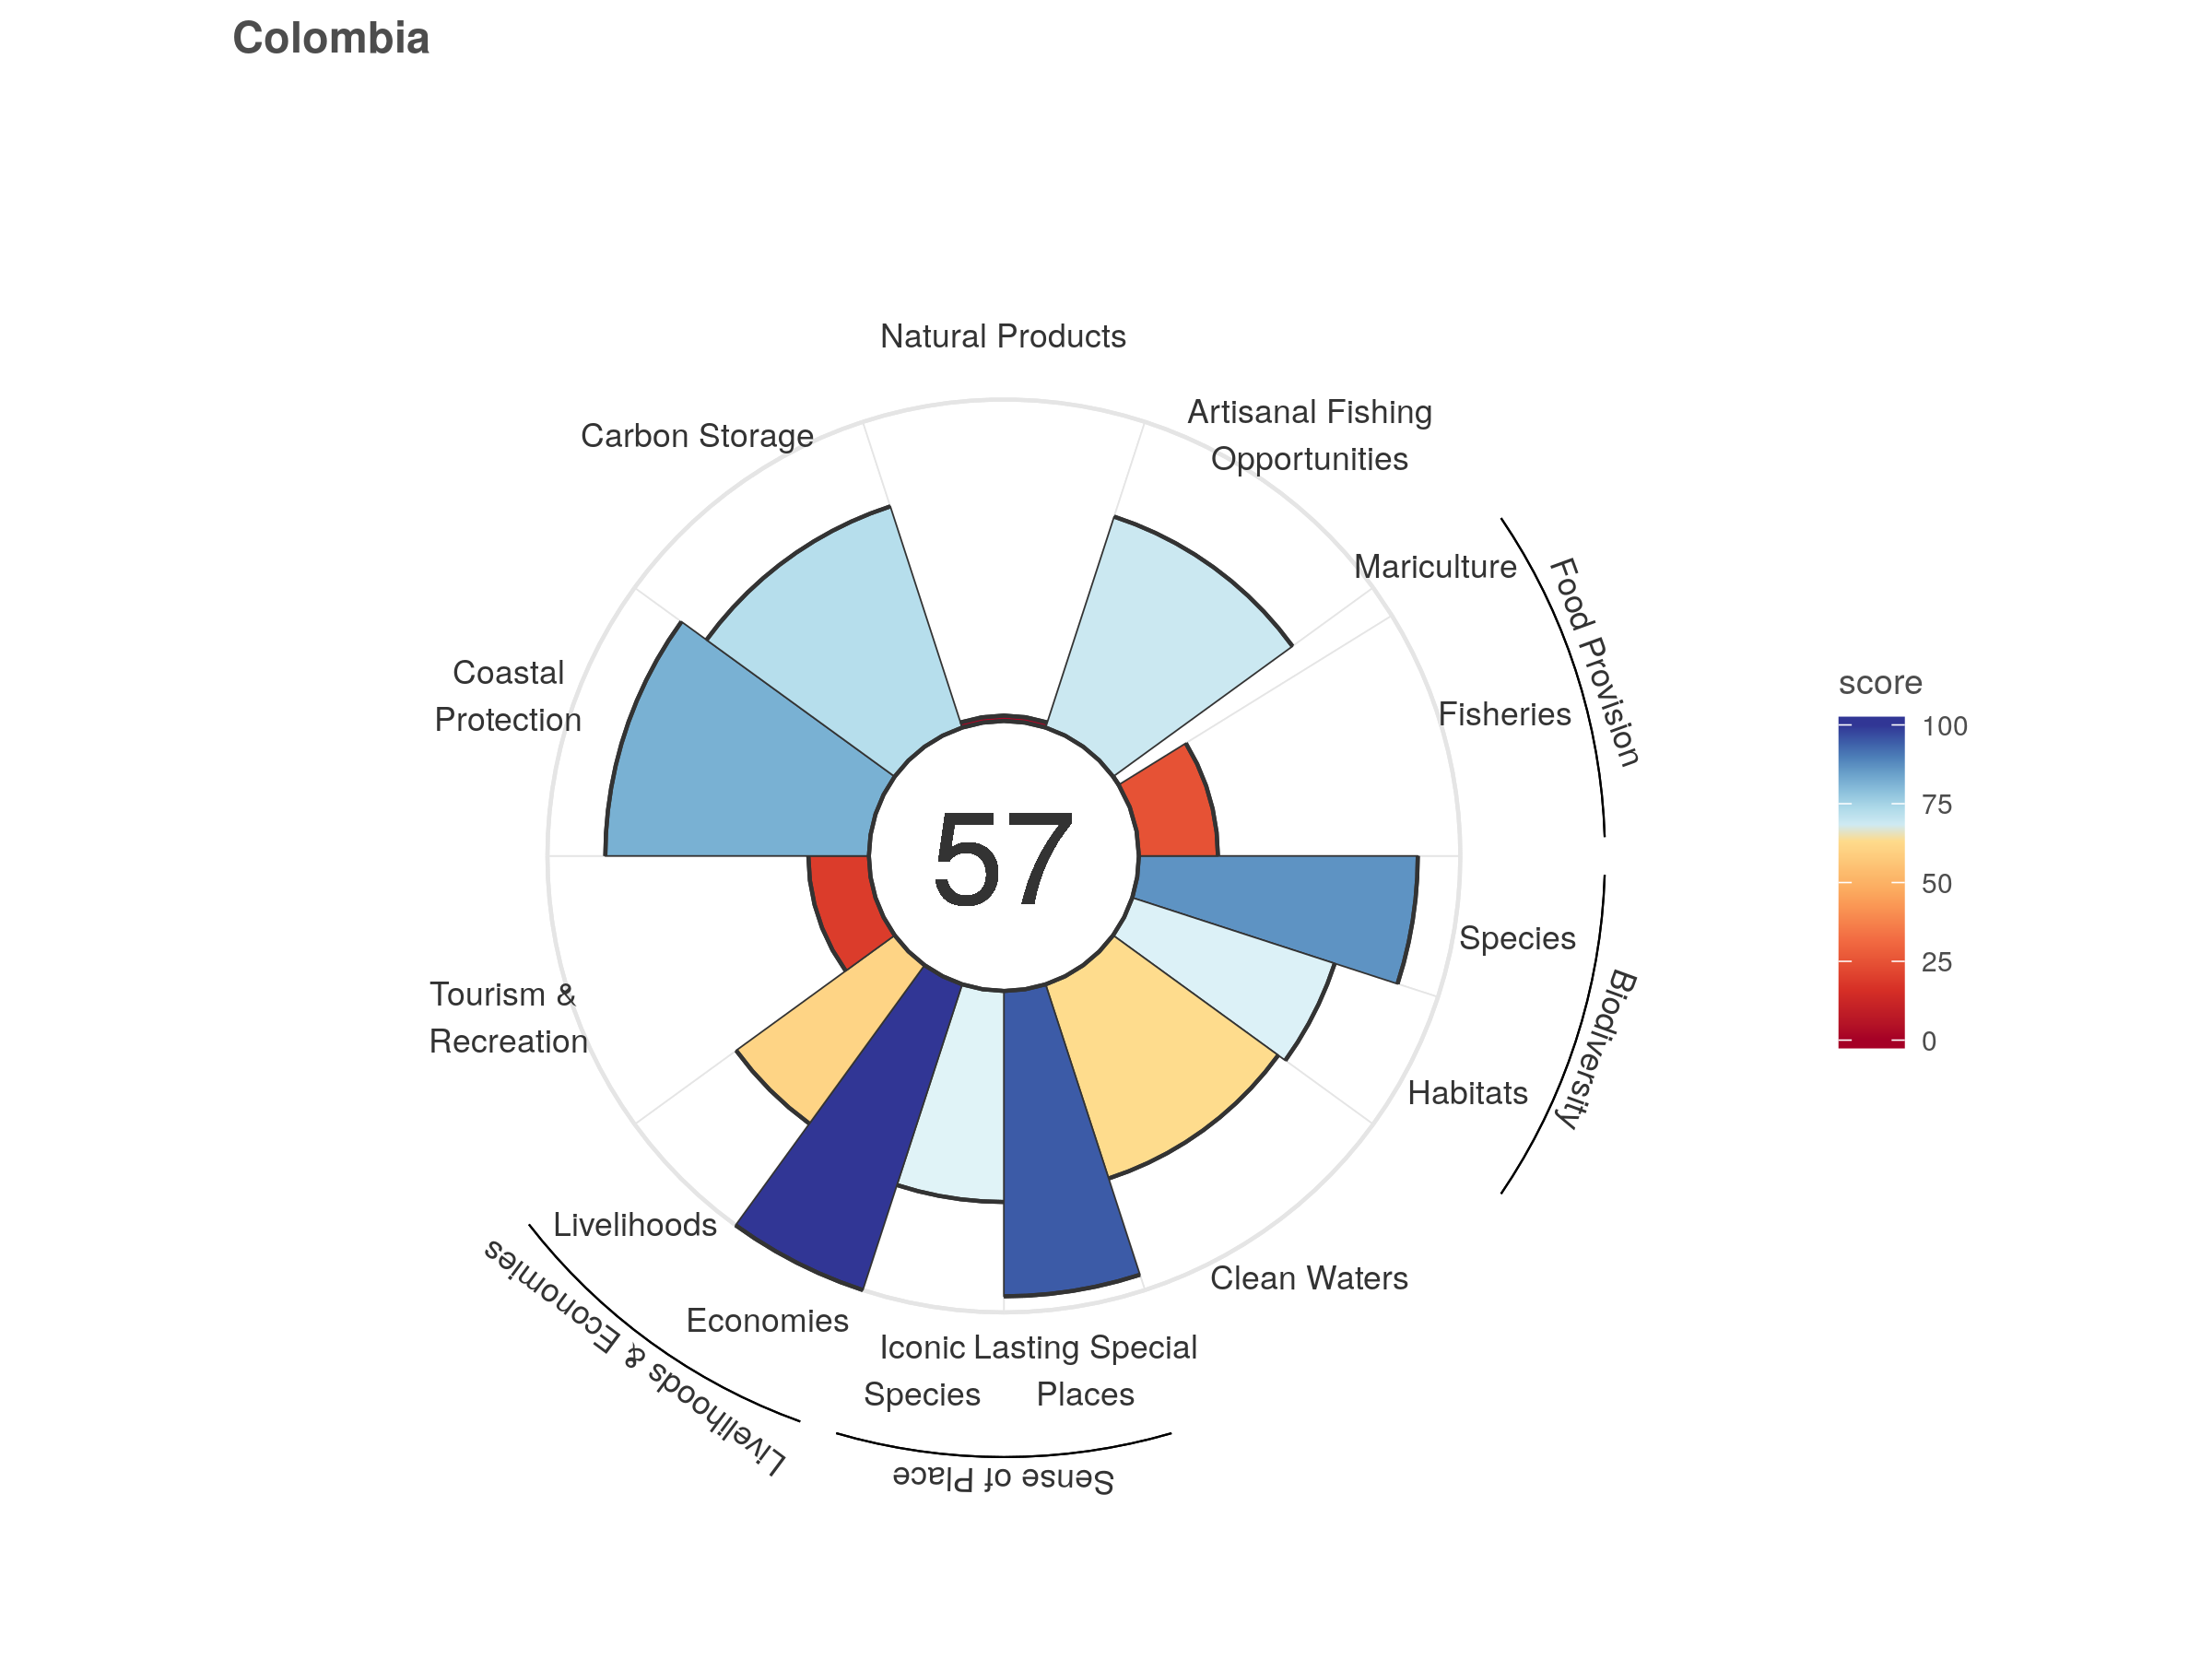 Colombia
Natural Products
Artisanal Fishing
Opportunities
Carbon Storage
Mariculture
Food Provision
Fisheries
Coastal
Protection
57
Species
Biodiversity
Habitats
Tourism &
Recreation
Livelihoods
Livelihoods & Economies
Economies
Clean Waters
Iconic
Species
Lasting Special
Places
Sense of Place
score
100
75
50
25
0